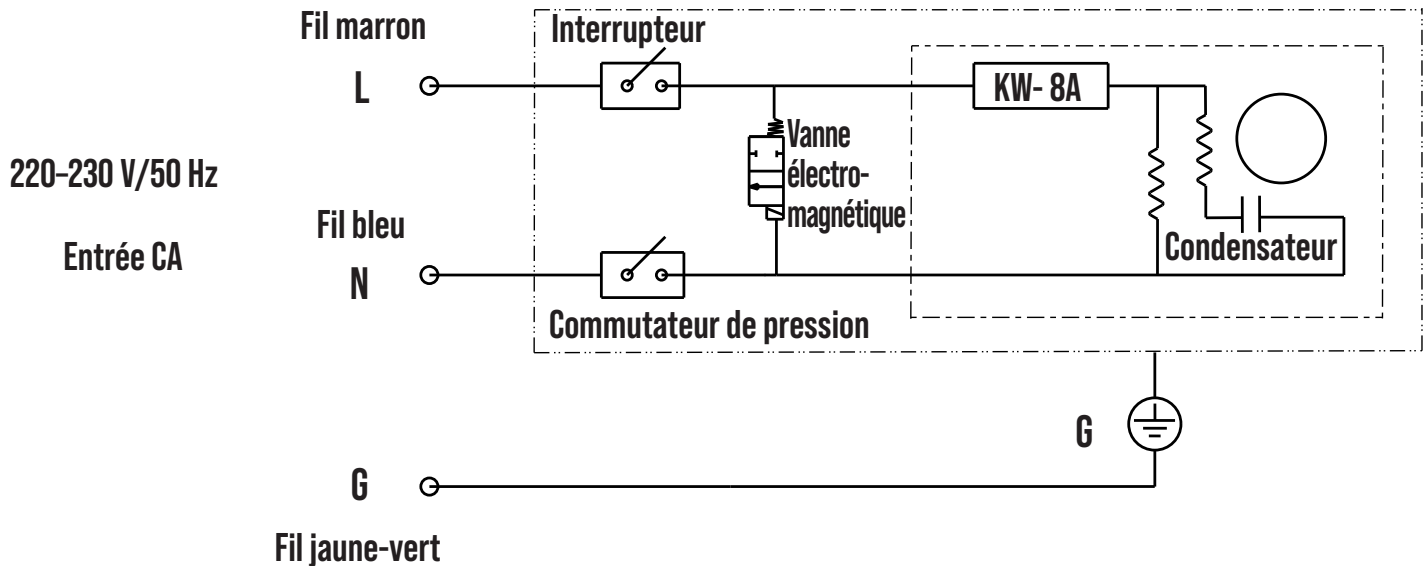 Fil marron
Interrupteur
L
KW- 8A
Vanne
électro-
magnétique
220–230 V/50 Hz
Fil bleu
Entrée CA
N
Condensateur
Commutateur de pression
G
G
Fil jaune-vert